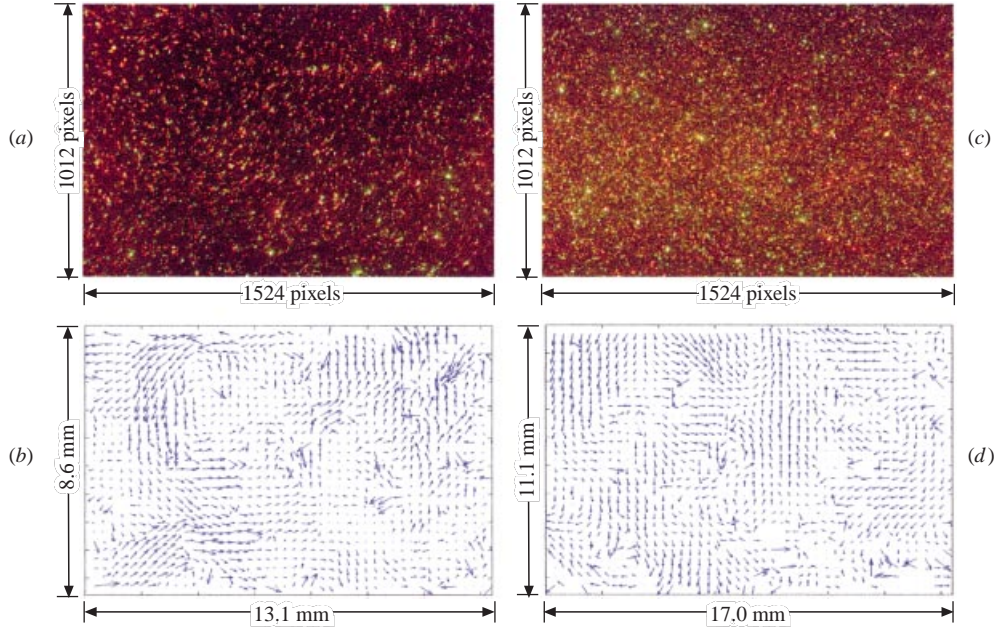 (a)
1012 pixels
1524 pixels
(c)
1012 pixels
1524 pixels
(b)
8.6 mm
13.1 mm
(d)
11.1 mm
17.0 mm